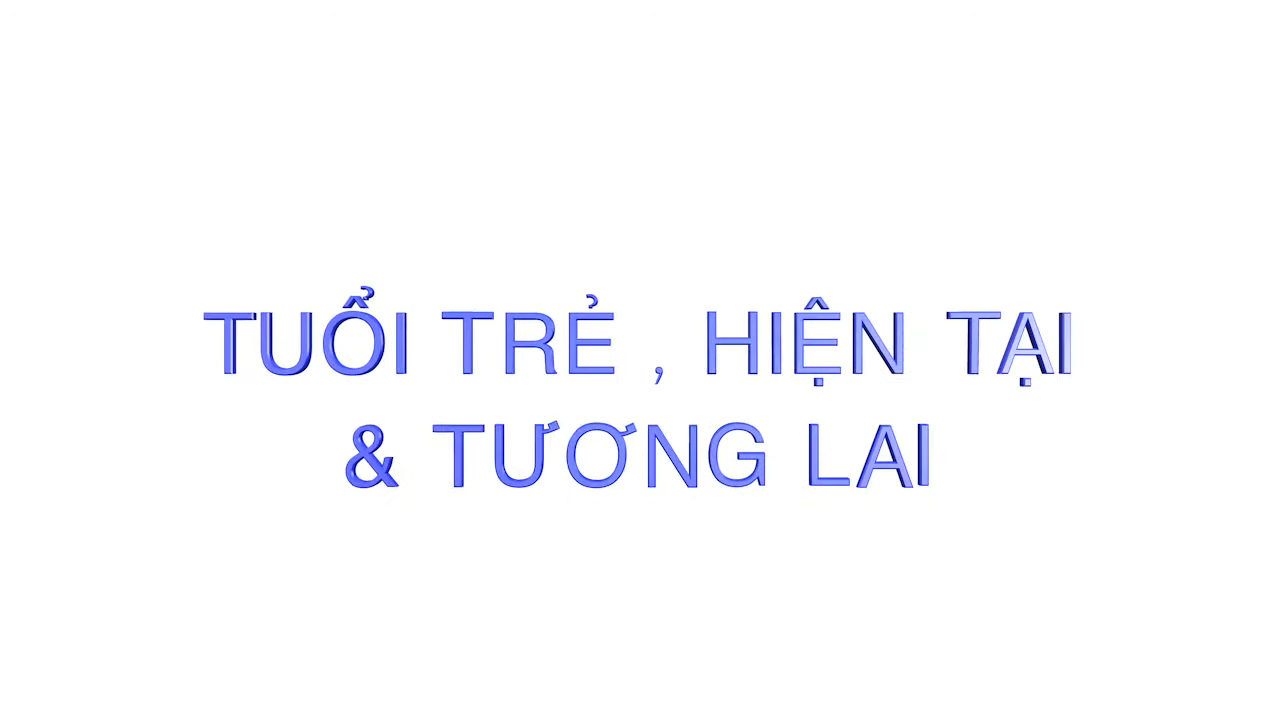 TUỔI TRẺ , HIỆN TẠI
& TƯƠNG LAI